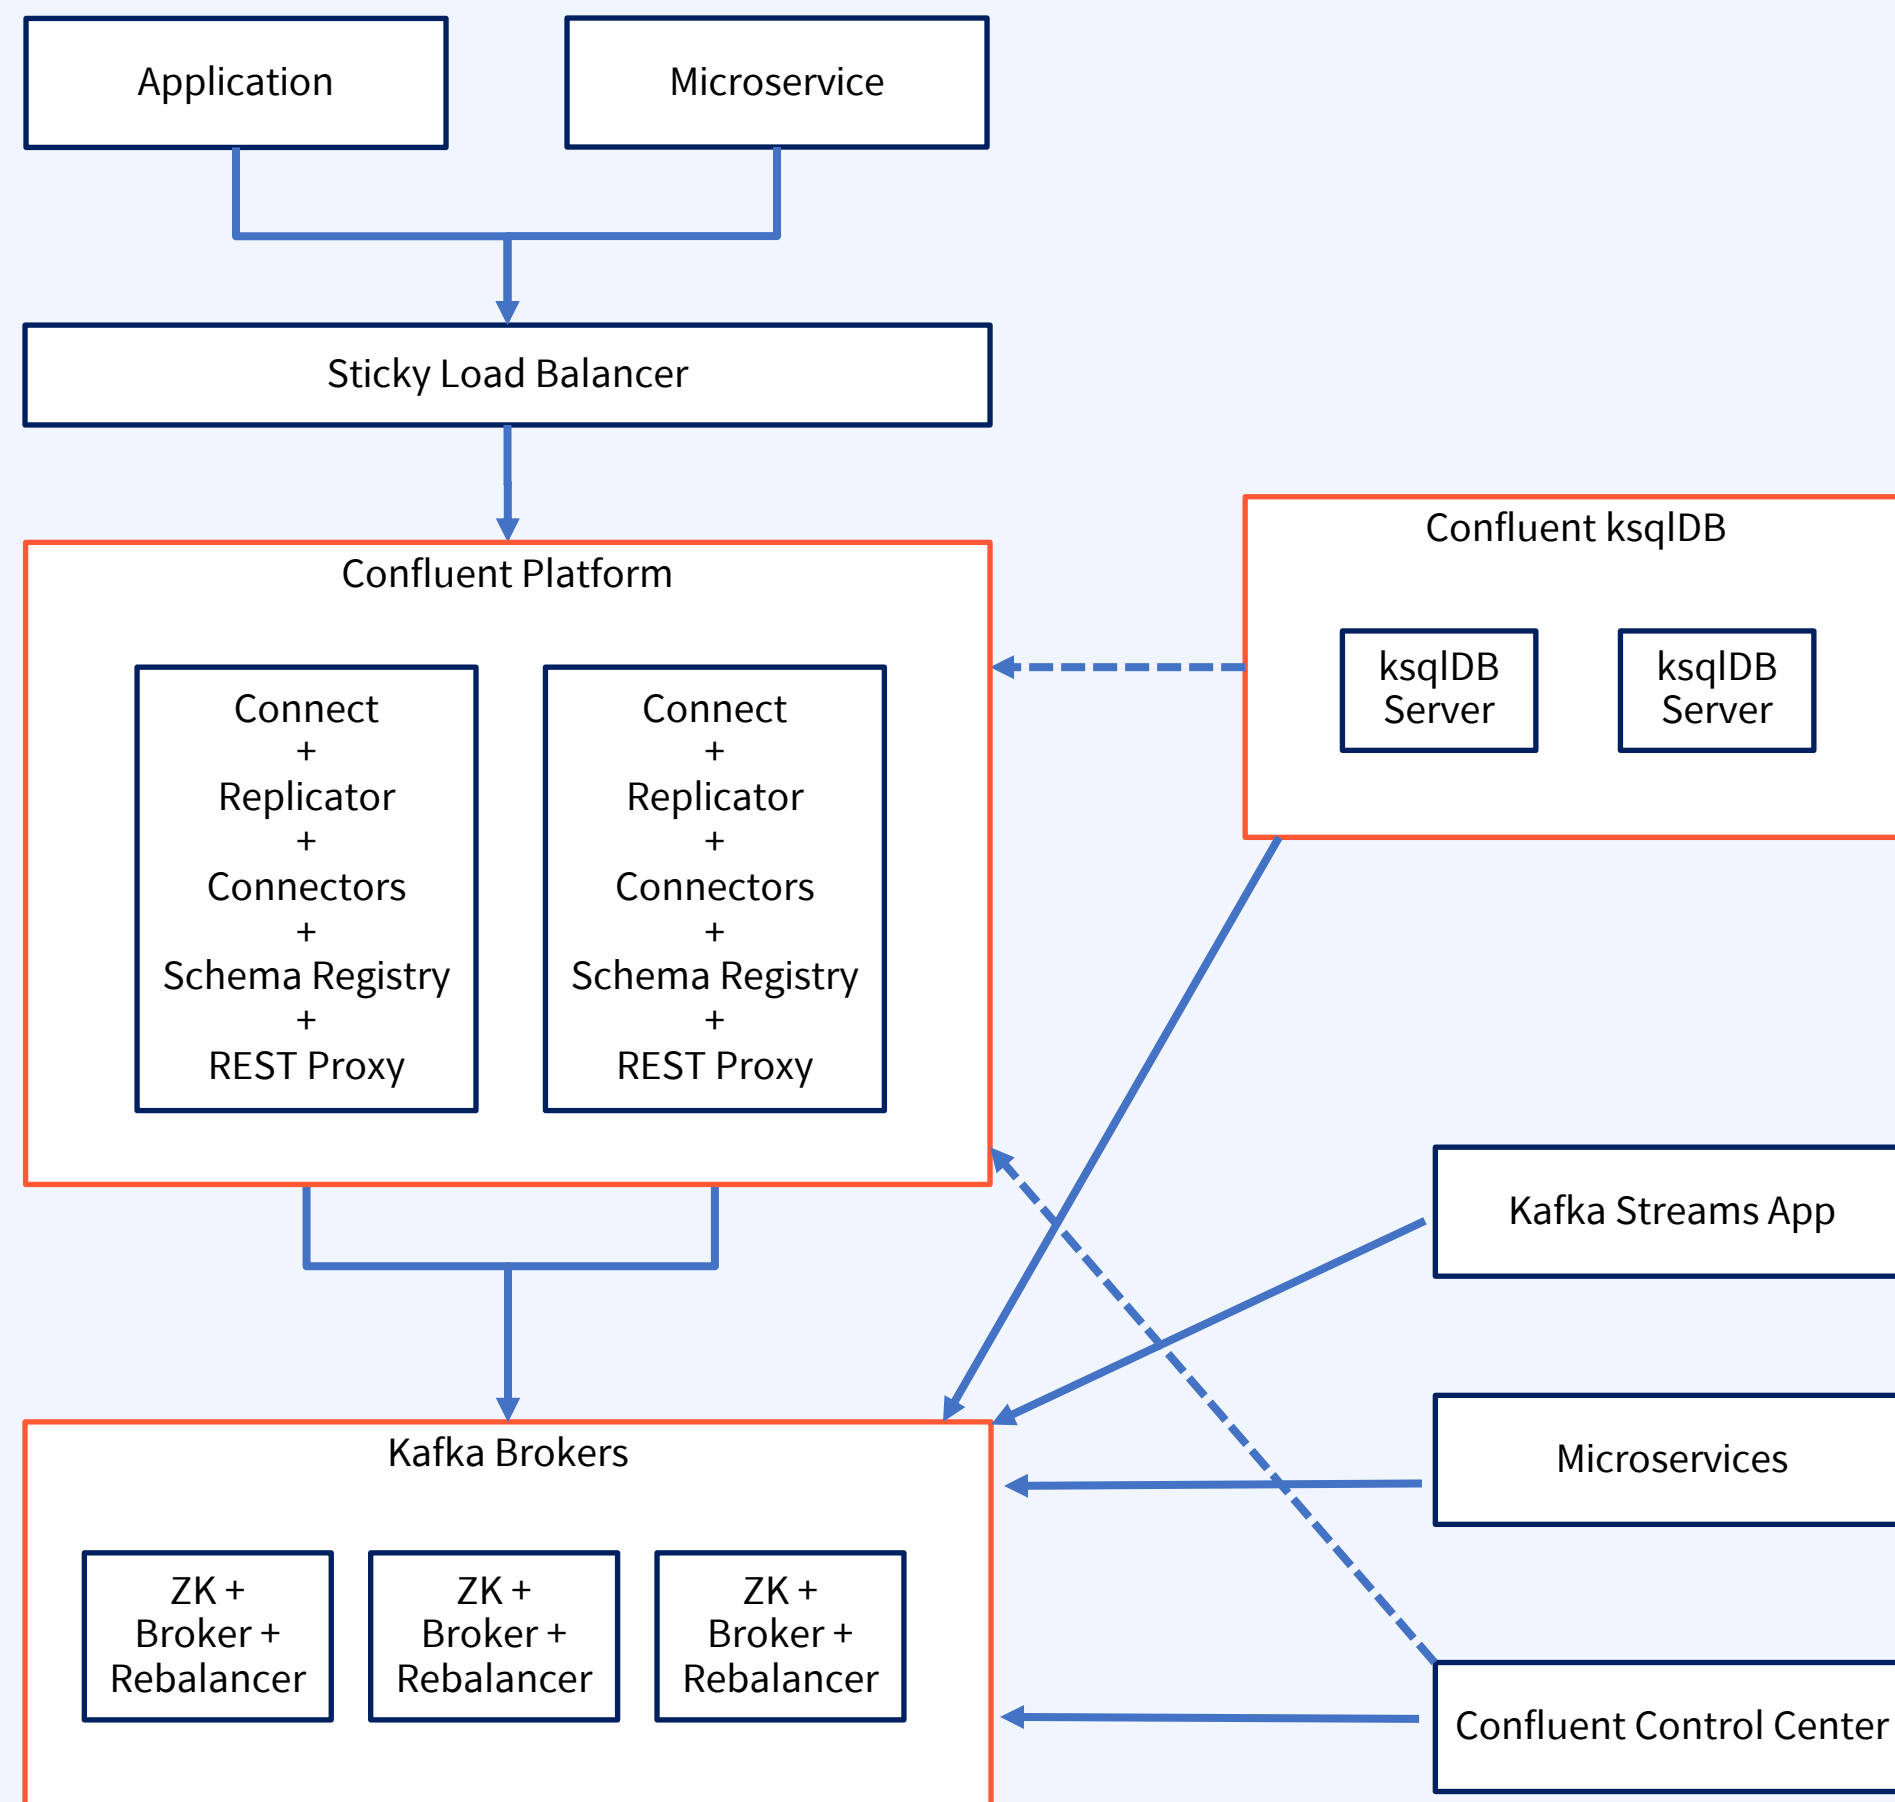 Application
Microservice
Sticky Load Balancer
Confluent Platform
Connect
+
Replicator
+
Connectors
+
Schema Registry
+
REST Proxy
Connect
+
Replicator
+
Connectors
+
Schema Registry
+
REST Proxy
Confluent ksqlDB
ksqlDB
Server
ksqlDB
Server
Kafka Streams App
Microservices
Confluent Control Center
Kafka Brokers
ZK +
Broker +
Rebalancer
ZK +
Broker +
Rebalancer
ZK +
Broker +
Rebalancer